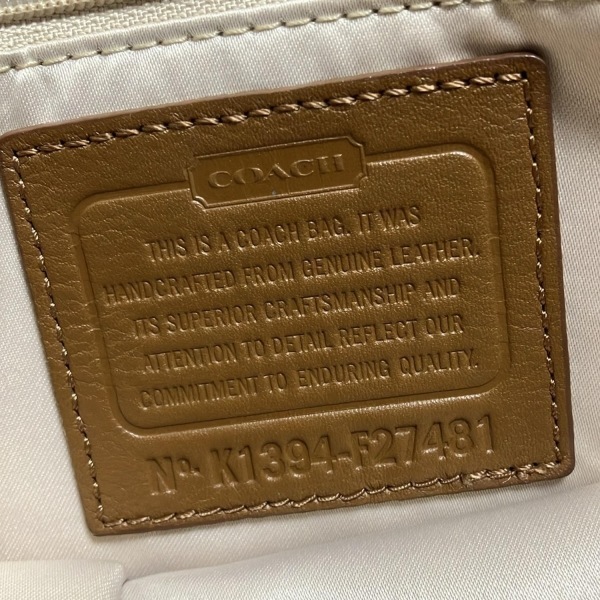 COACH
THIS IS A COACH BAG. IT WAS
HANDCRAFTED FROM GENUINE LEATHER.
ITS SUPERIOR CRAFTSMANSHIP AND
ATTENTION TO DETAIL REFLECT OUR
COMMITMENT TO ENDURING QUALITY.
No. K1394-F27481